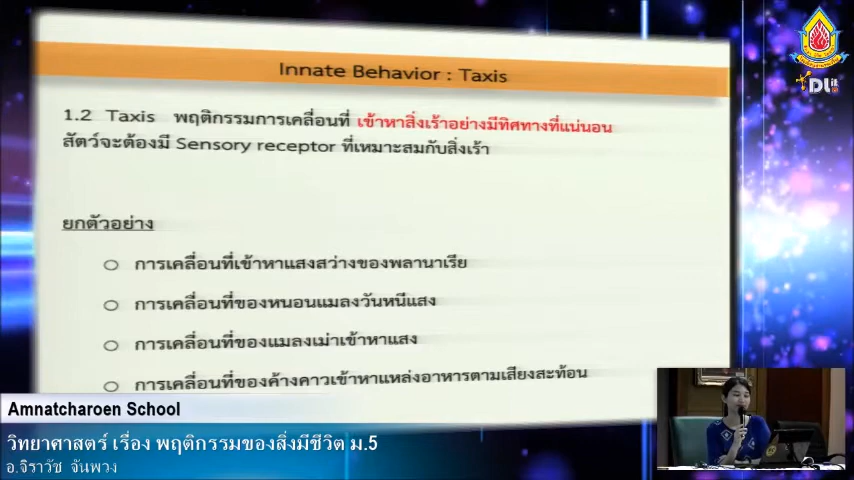 Innate Behavior : Taxis
1.2 Taxis พฤติกรรมการเคลื่อนที่ เข้าหาสิ่งเร้าอย่างมีทิศทางที่แน่นอน
สัตว์จะต้องมี Sensory receptor ที่เหมาะสมกับสิ่งเร้า
ยกตัวอย่าง
การเคลื่อนที่เข้าหาแสงสว่างของพลานาเรีย
การเคลื่อนที่ของหนอนแมลงวันหนีแสง
การเคลื่อนที่ของแมลงเม่าเข้าหาแสง
การเคลื่อนที่ของค้างคาวเข้าหาแหล่งอาหารตามเสียงสะท้อน
Amnatcharoen School
วิทยาศาสตร์ เรื่อง พฤติกรรมของสิ่งมีชีวิต ม.5
อ.จิราวัช จันพวง
DLit